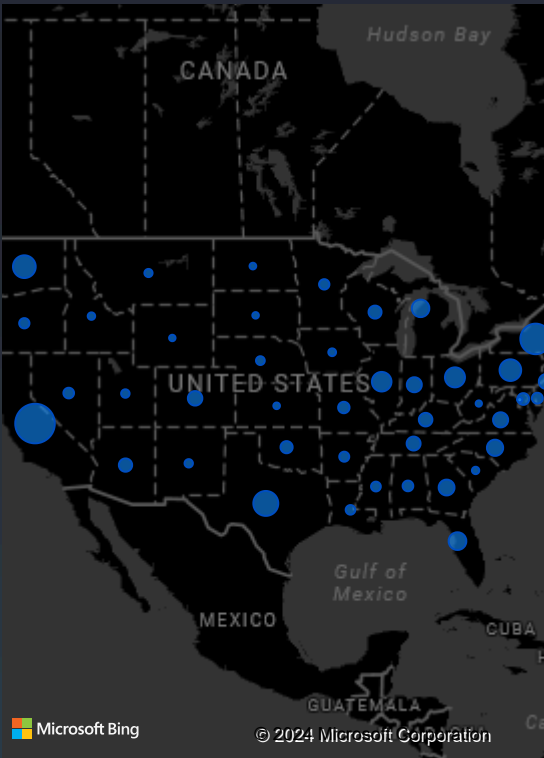 Hudson Bay
CANADA
UNITED STATES
Gulf of
Mexico
MEXICO
CUBA
GUATEMALA
Microsoft Bing
© 2024 Microsoft Corporation